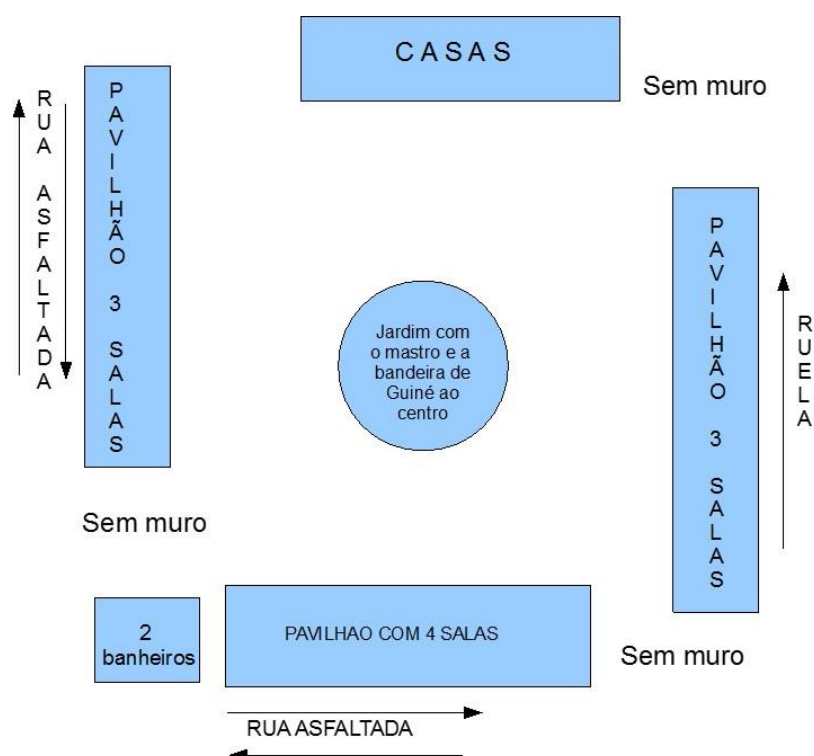 CASAS
Sem muro
RUA ASFALTADA
PAVILHÃO 3 SALAS
Jardim com
o mastro e a
bandeira de
Guiné ao
centro
PAVILHÃO 3 SALAS
RUELA
Sem muro
2
banheiros
PAVILHAO COM 4 SALAS
Sem muro
RUA ASFALTADA